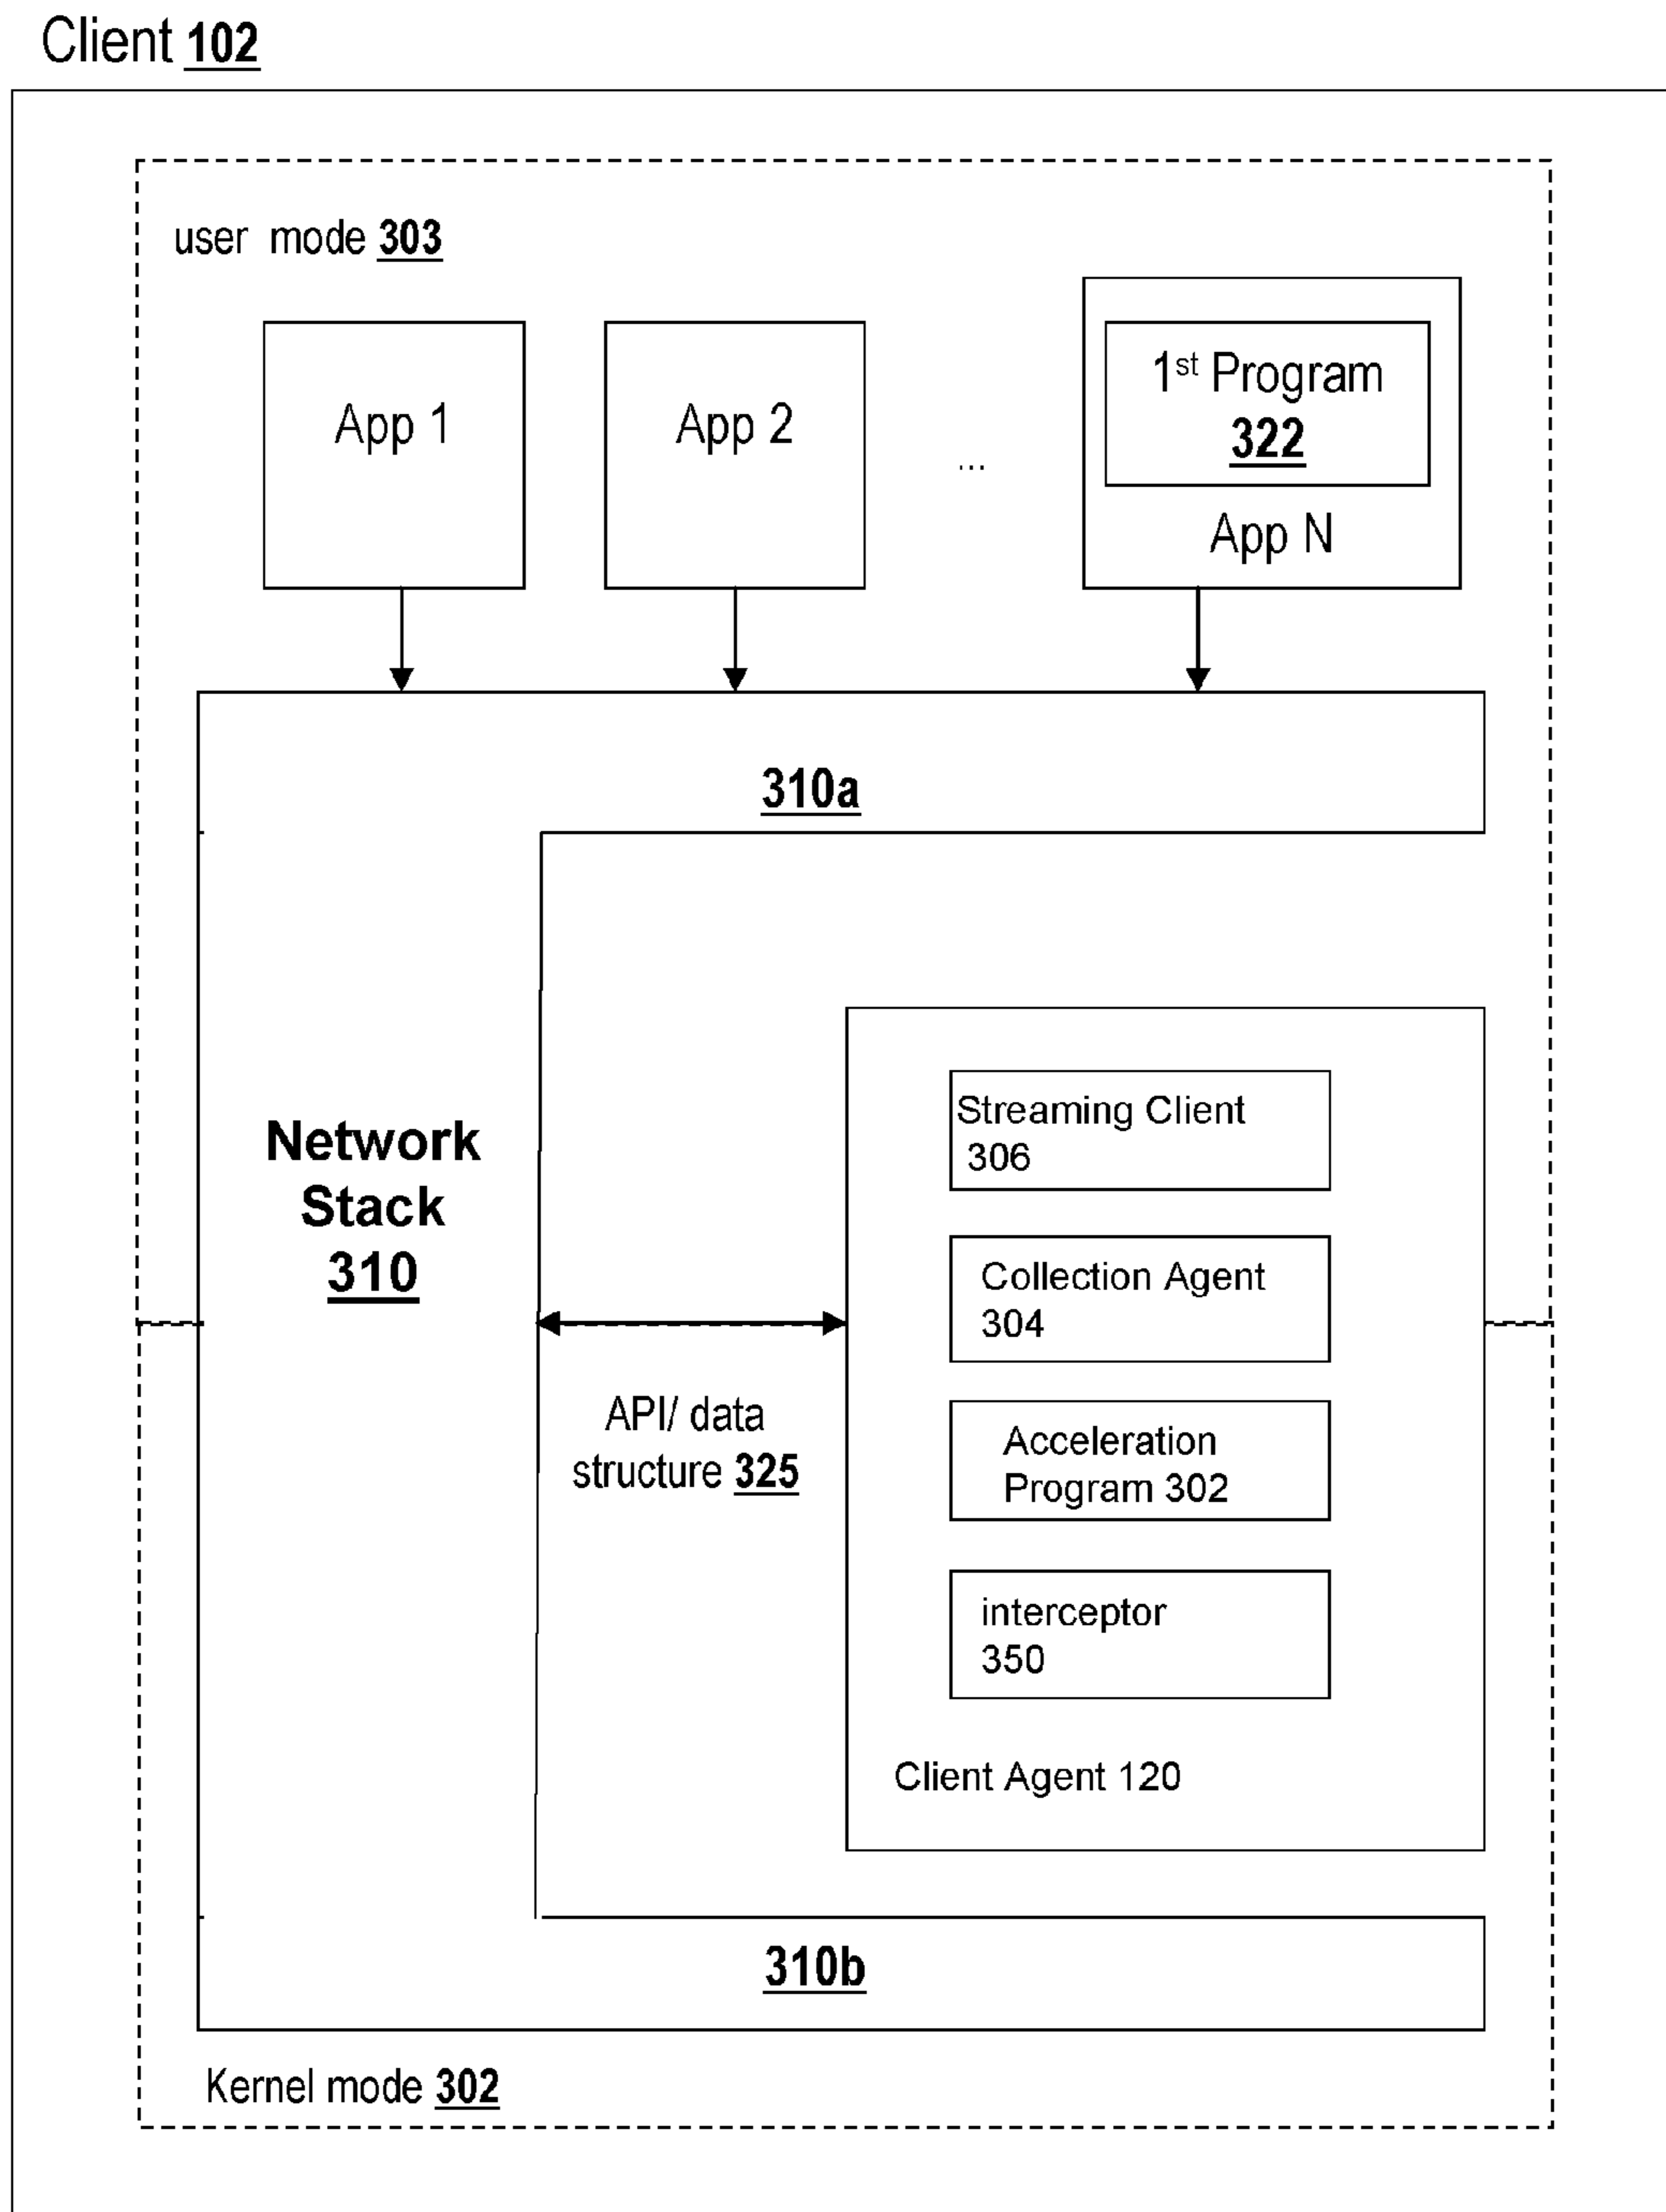 Client 102
user mode 303
App 1
App 2
...
1st Program
322
App N
310a
Network
Stack
310
API/ data
structure 325
Streaming Client
306
Collection Agent
304
Acceleration
Program 302
interceptor
350
Client Agent 120
310b
Kernel mode 302